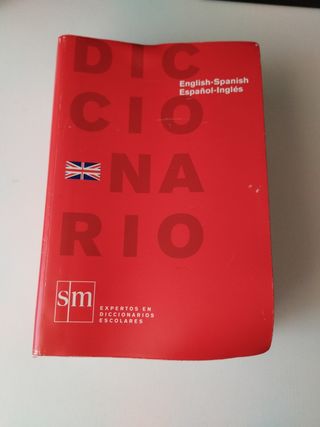 DIC
CIO
NA
RIO
English-Spanish
Español-Inglés
sm
EXPERTOS EN
DICCIONARIOS
ESCOLARES